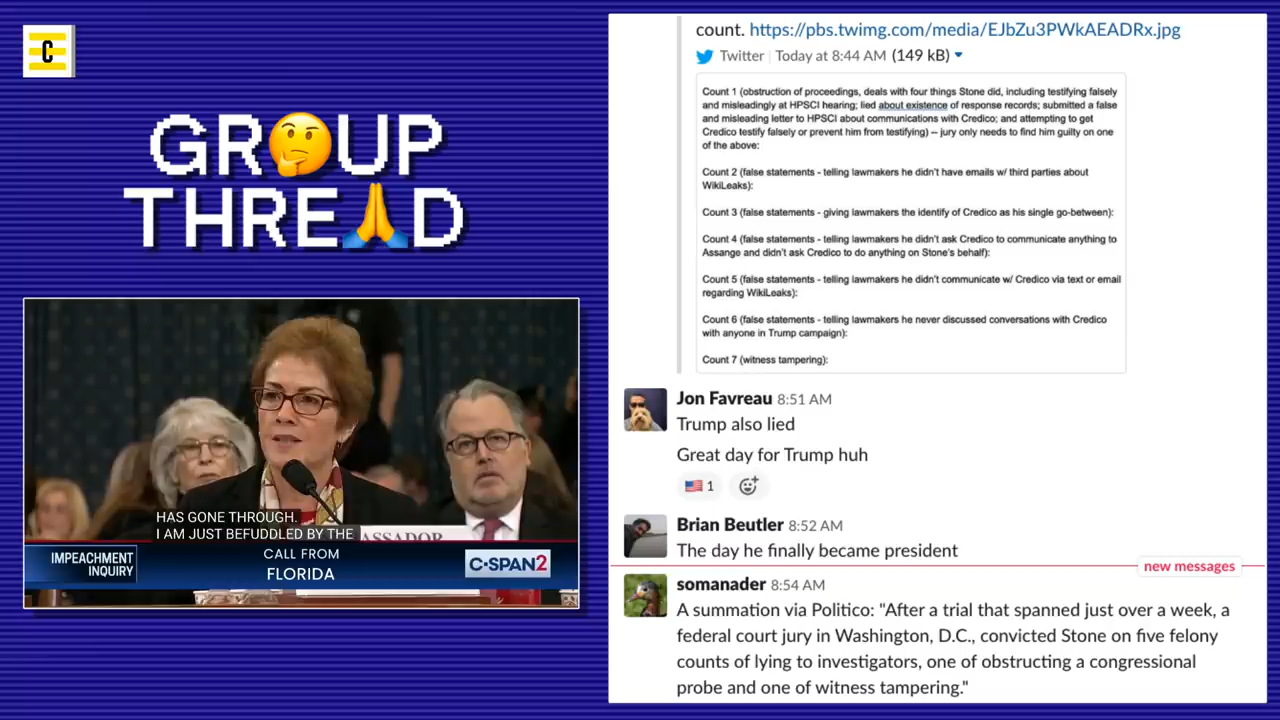 C
GR🤔UP
THRE🙏D
HAS GONE THROUGH.
I AM JUST BEFUDDLED BY THE
ASSADOR
IMPEACHMENT
INQUIRY
CALL FROM
FLORIDA
C-SPAN2
count. https://pbs.twimg.com/media/EJbZu3PWkAEADRx.jpg
Twitter | Today at 8:44 AM (149 kB)
Count 1 (obstruction of proceedings, deals with four things Stone did, including testifying falsely
and misleadingly at HPSCI hearing; lied about existence of response records; submitted a false
and misleading letter to HPSCI about communications with Credico; and attempting to get
Credico testify falsely or prevent him from testifying) -- jury only needs to find him guilty on one
of the above:
Count 2 (false statements - telling lawmakers he didn't have emails w/ third parties about
WikiLeaks):
Count 3 (false statements - giving lawmakers the identify of Credico as his single go-between):
Count 4 (false statements - telling lawmakers he didn't ask Credico to communicate anything to
Assange and didn't ask Credico to do anything on Stone's behalf):
Count 5 (false statements - telling lawmakers he didn't communicate w/ Credico via text or email
regarding WikiLeaks):
Count 6 (false statements - telling lawmakers he never discussed conversations with Credico
with anyone in Trump campaign):
Count 7 (witness tampering):
Jon Favreau 8:51 AM
Trump also lied
Great day for Trump huh
🇺🇸 1
Brian Beutler 8:52 AM
The day he finally became president
new messages
somanader 8:54 AM
A summation via Politico: "After a trial that spanned just over a week, a
federal court jury in Washington, D.C., convicted Stone on five felony
counts of lying to investigators, one of obstructing a congressional
probe and one of witness tampering."